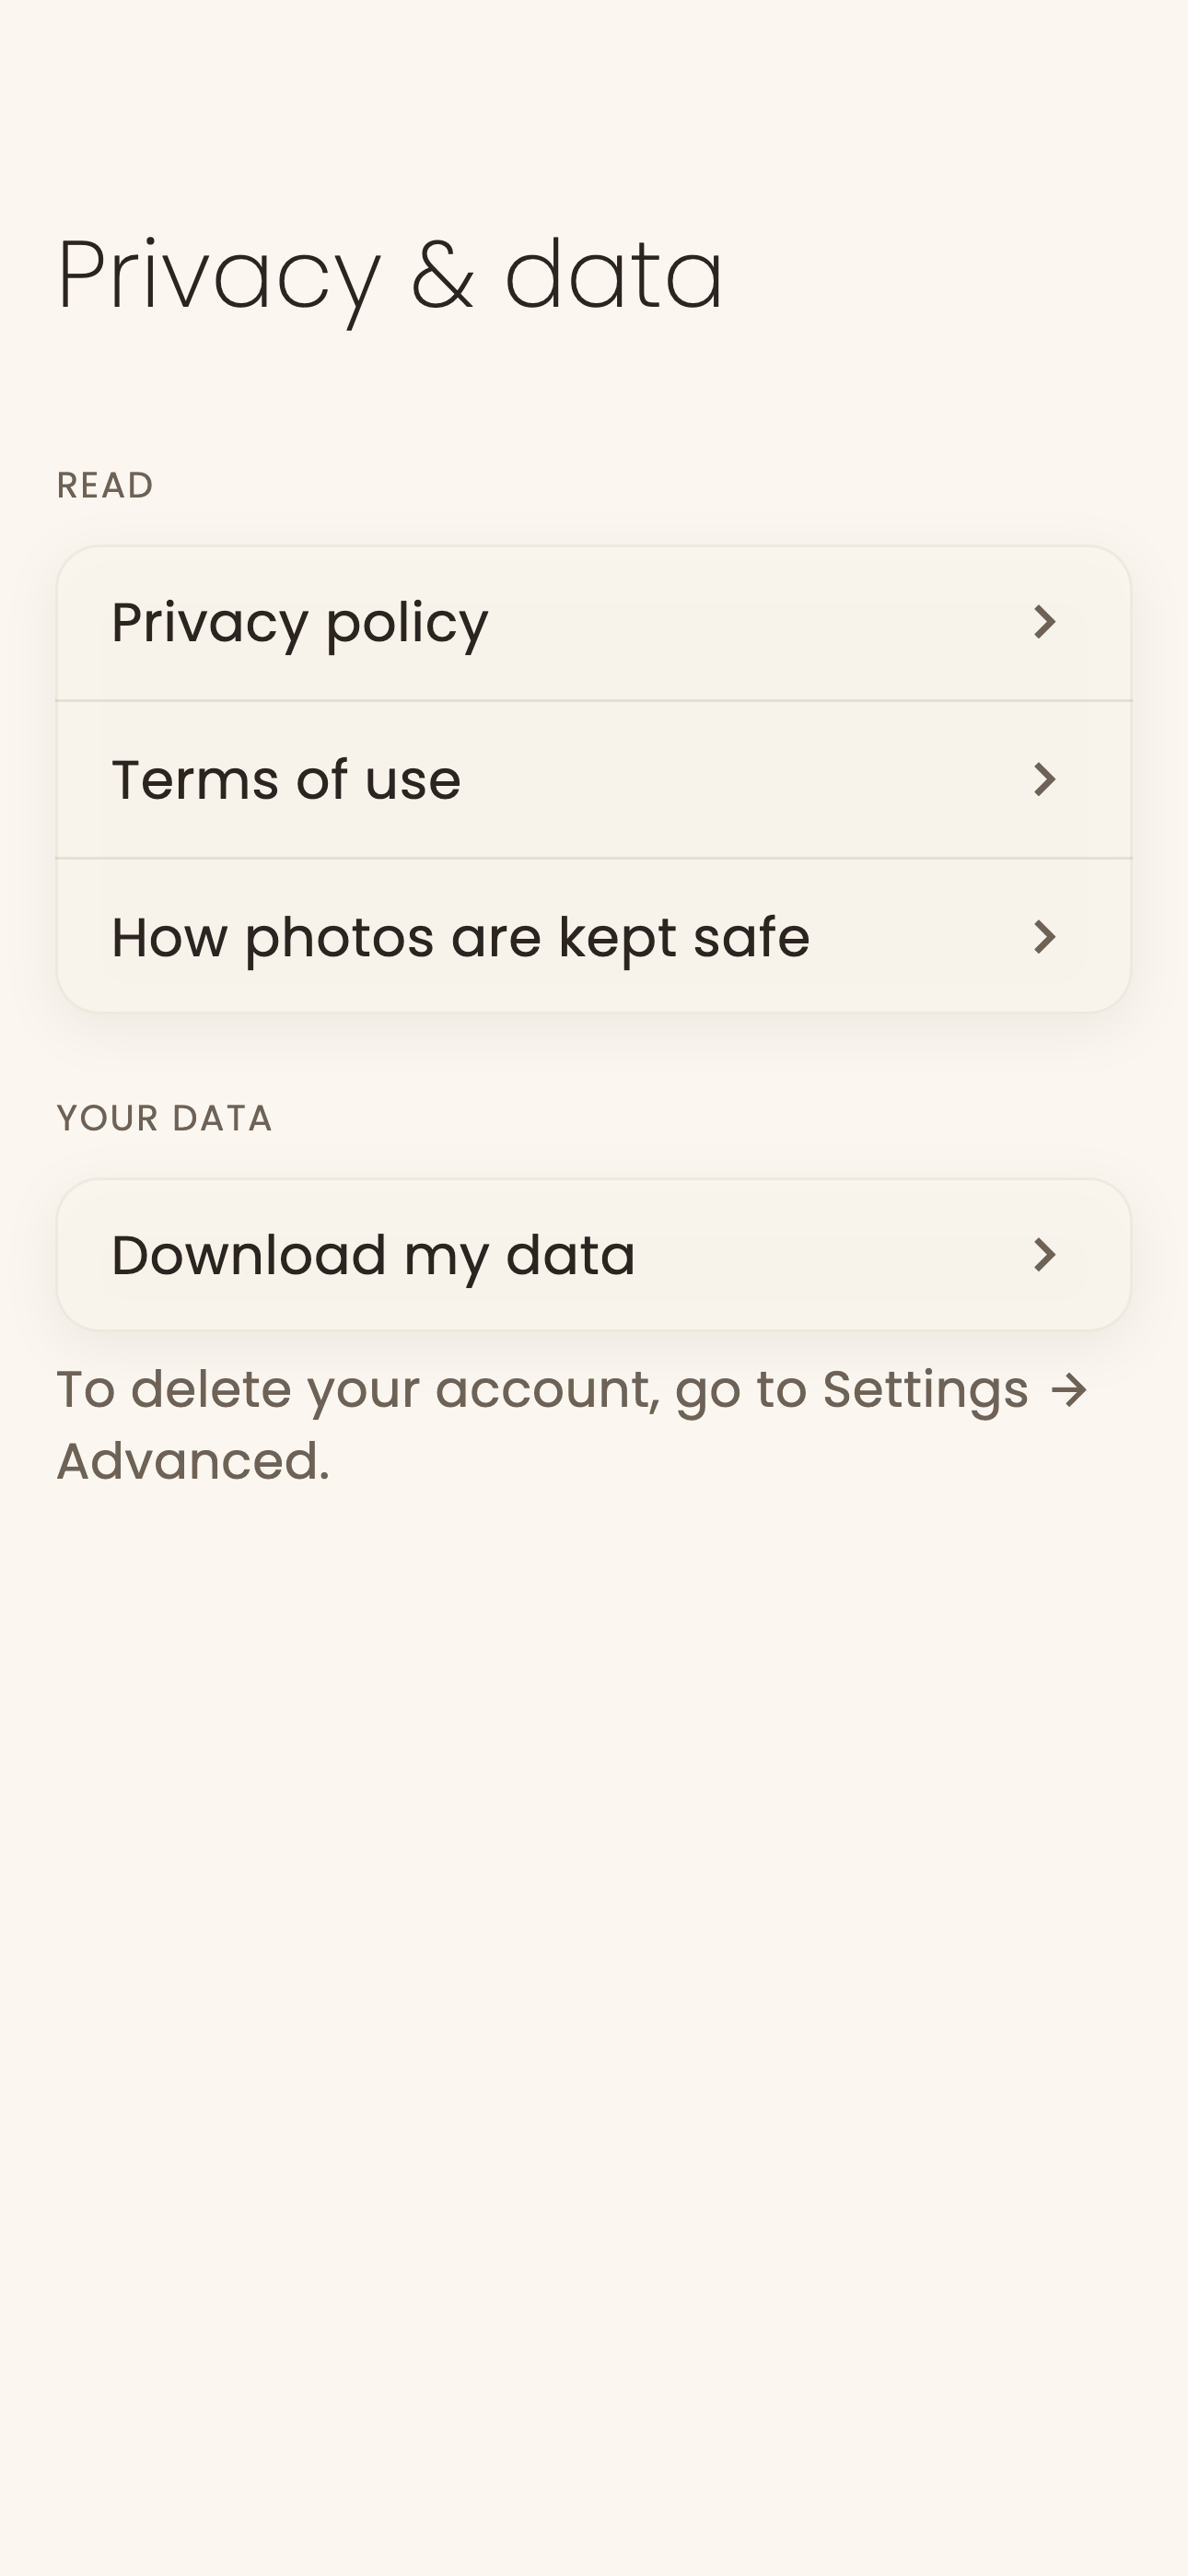 Privacy & data
READ
Privacy policy
Terms of use
How photos are kept safe
YOUR DATA
Download my data
To delete your account, go to Settings →
Advanced.